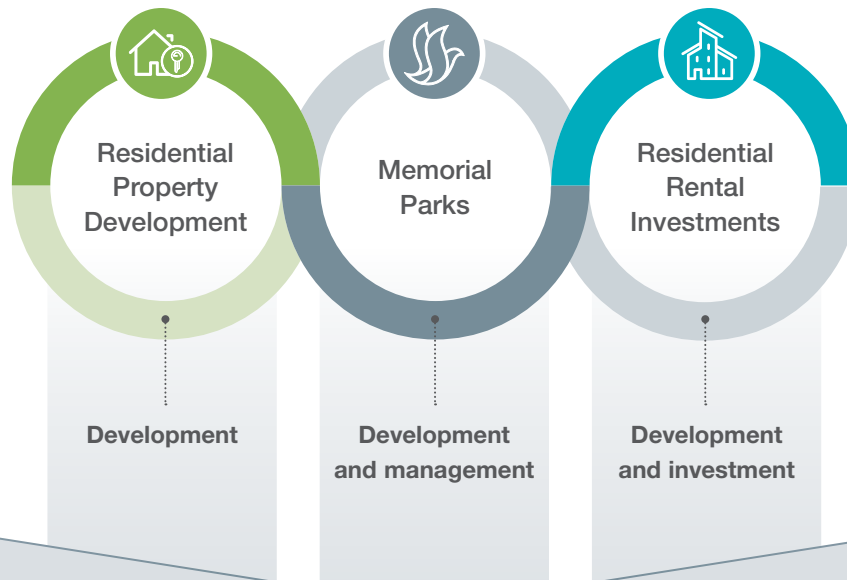 Residential
Property
Development
Memorial
Parks
Residential
Rental
Investments
Development
Development
and management
Development
and investment